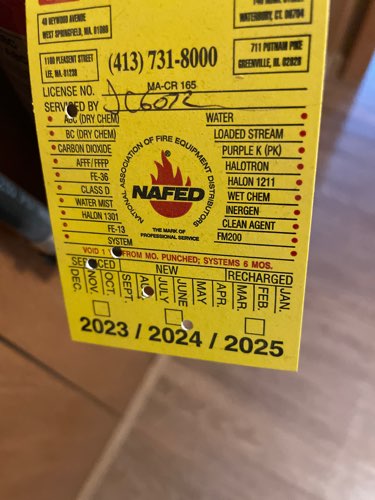 40 HEYWOOD AVENUE
WEST SPRINGFIELD, MA. 01089
WATERBURY, CT. 06704
1180 PLEASENT STREET
LEE, MA. 01238
(413) 731-8000
711 PUTNAM PIKE
GREENVILLE, RI. 02828
LICENSE NO. MA-CR 165
SERVICED BY
ABC (DRY CHEM)
BC (DRY CHEM)
CARBON DIOXIDE
AFFF / FFFP
FE-36
CLASS D
WATER MIST
HALON 1301
FE-13
SYSTEM
NATIONAL ASSOCIATION OF FIRE EQUIPMENT DISTRIBUTORS
NAFED
THE MARK OF
PROFESSIONAL SERVICE
WATER
LOADED STREAM
PURPLE K (PK)
HALOTRON
HALON 1211
WET CHEM
INERGEN
CLEAN AGENT
FM200
VOID 1 FROM MO. PUNCHED; SYSTEMS 6 MOS.
SERVICED NEW RECHARGED
DEC. NOV. OCT. SEPT. AUG. JULY JUNE MAY APR. MAR. FEB. JAN.
2023 / 2024 / 2025